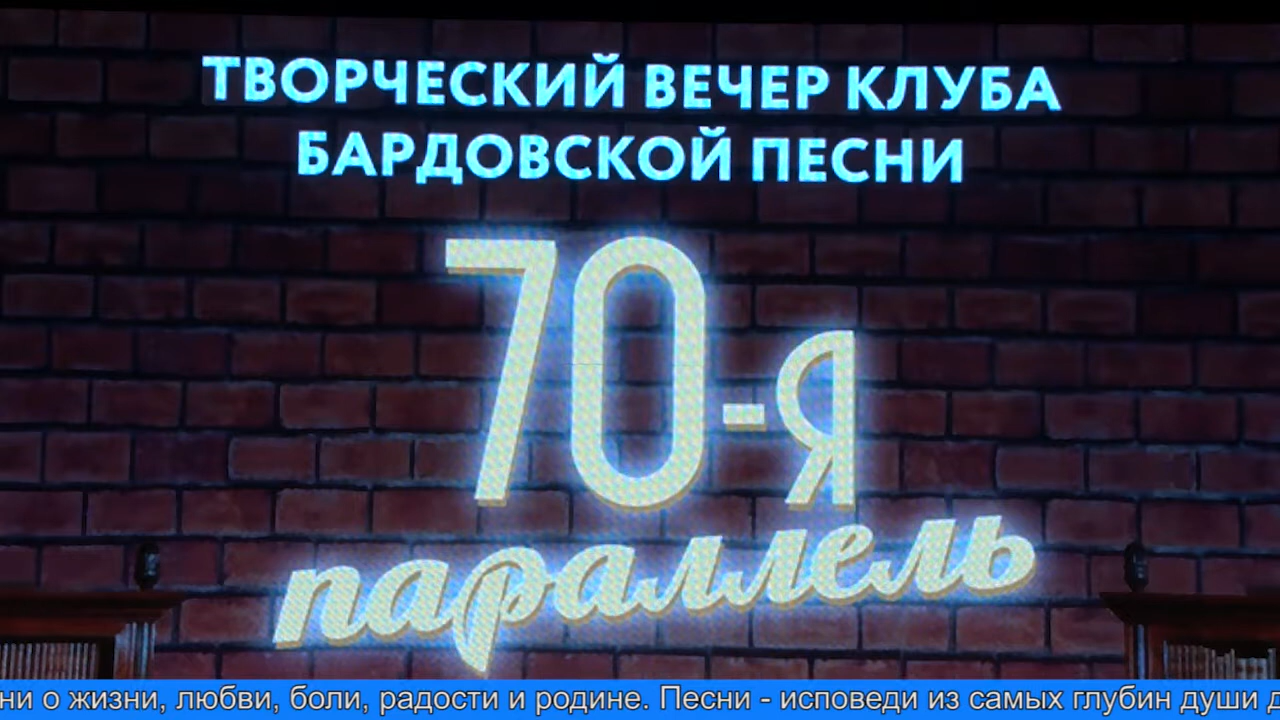 ТВОРЧЕСКИЙ ВЕЧЕР КЛУБА
БАРДОВСКОЙ ПЕСНИ
70-я
параллель
о жизни, любви, боли, радости и родине. Песни - исповеди из самых глубин души